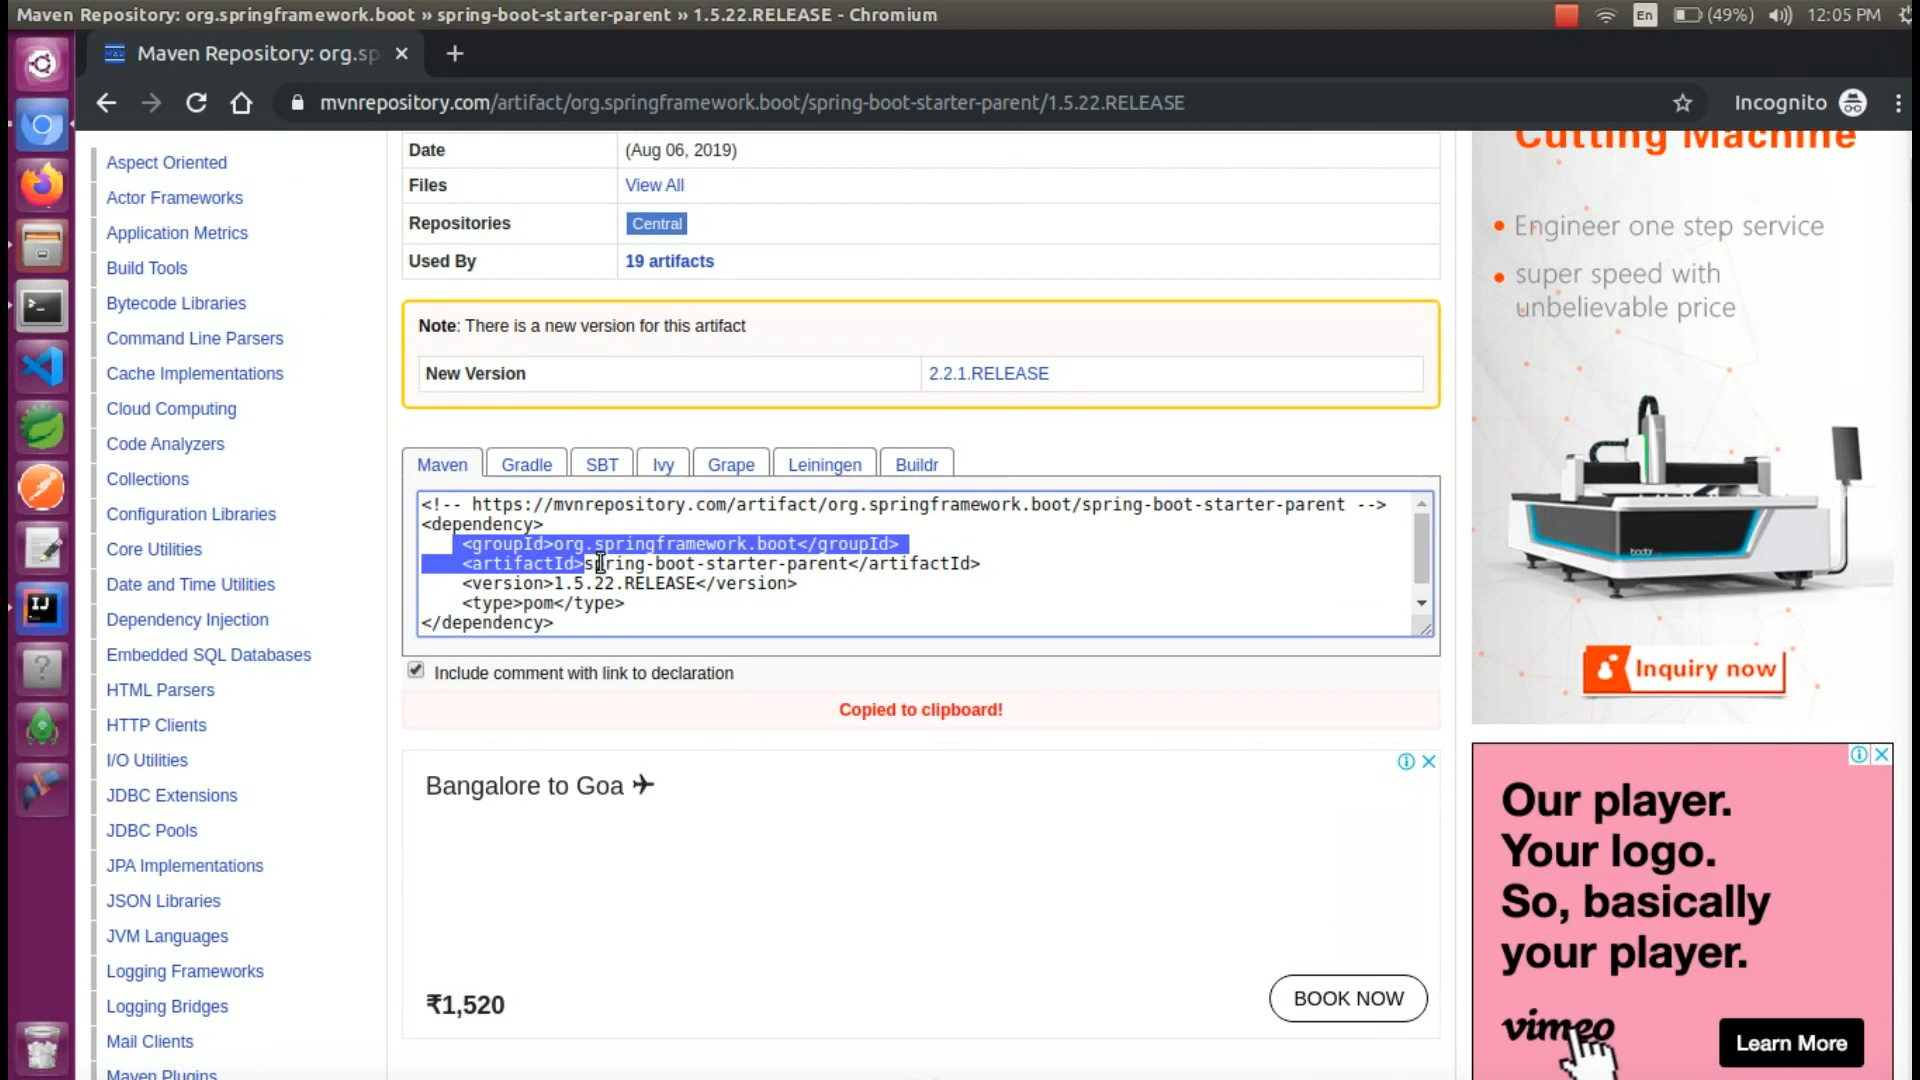 Maven Repository: org.springframework.boot » spring-boot-starter-parent » 1.5.22.RELEASE - Chromium
En
(49%)
12:05 PM
Maven Repository: org.sp
mvnrepository.com/artifact/org.springframework.boot/spring-boot-starter-parent/1.5.22.RELEASE
Incognito
Aspect Oriented
Actor Frameworks
Application Metrics
Build Tools
Bytecode Libraries
Command Line Parsers
Cache Implementations
Cloud Computing
Code Analyzers
Collections
Configuration Libraries
Core Utilities
Date and Time Utilities
Dependency Injection
Embedded SQL Databases
HTML Parsers
HTTP Clients
I/O Utilities
JDBC Extensions
JDBC Pools
JPA Implementations
JSON Libraries
JVM Languages
Logging Frameworks
Logging Bridges
Mail Clients
Maven Plugins
Date (Aug 06, 2019)
Files View All
Repositories Central
Used By 19 artifacts
Note: There is a new version for this artifact
New Version 2.2.1.RELEASE
Maven Gradle SBT Ivy Grape Leiningen Buildr
<!-- https://mvnrepository.com/artifact/org.springframework.boot/spring-boot-starter-parent -->
<dependency>
<groupId>org.springframework.boot</groupId>
<artifactId>spring-boot-starter-parent</artifactId>
<version>1.5.22.RELEASE</version>
<type>pom</type>
</dependency>
Include comment with link to declaration
Copied to clipboard!
Bangalore to Goa
₹1,520
BOOK NOW
Cutting Machine
Engineer one step service
super speed with
unbelievable price
bodor
Inquiry now
Our player.
Your logo.
So, basically
your player.
vimeo
Learn More
IJ